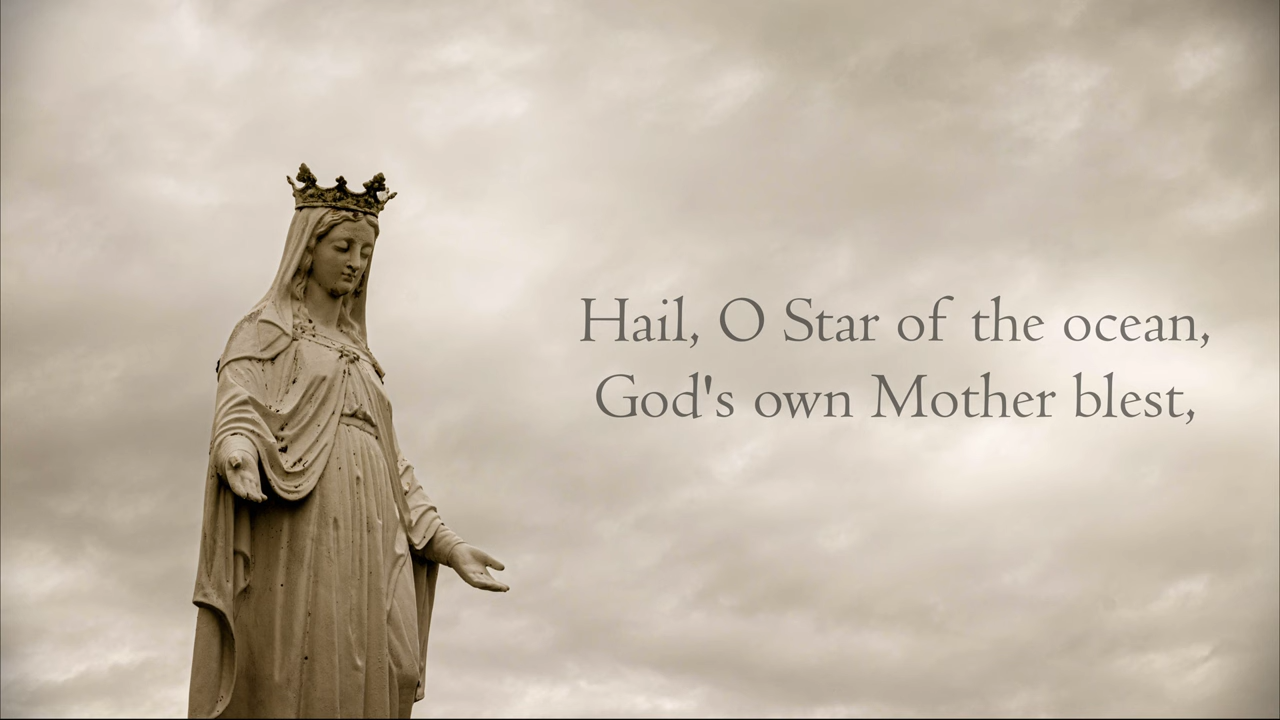 Hail, O Star of the ocean,
God's own Mother blest,